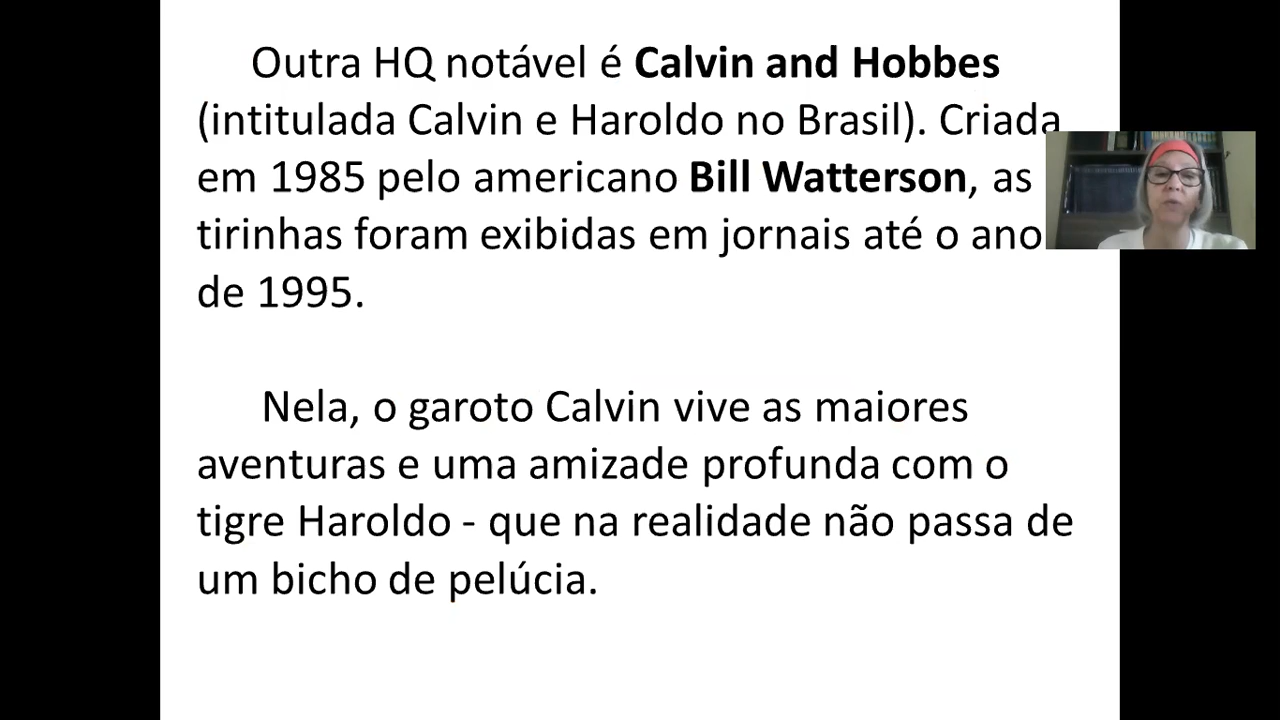 Outra HQ notável é Calvin and Hobbes
(intitulada Calvin e Haroldo no Brasil). Criada
em 1985 pelo americano Bill Watterson, as
tirinhas foram exibidas em jornais até o ano
de 1995.
Nela, o garoto Calvin vive as maiores
aventuras e uma amizade profunda com o
tigre Haroldo - que na realidade não passa de
um bicho de pelúcia.